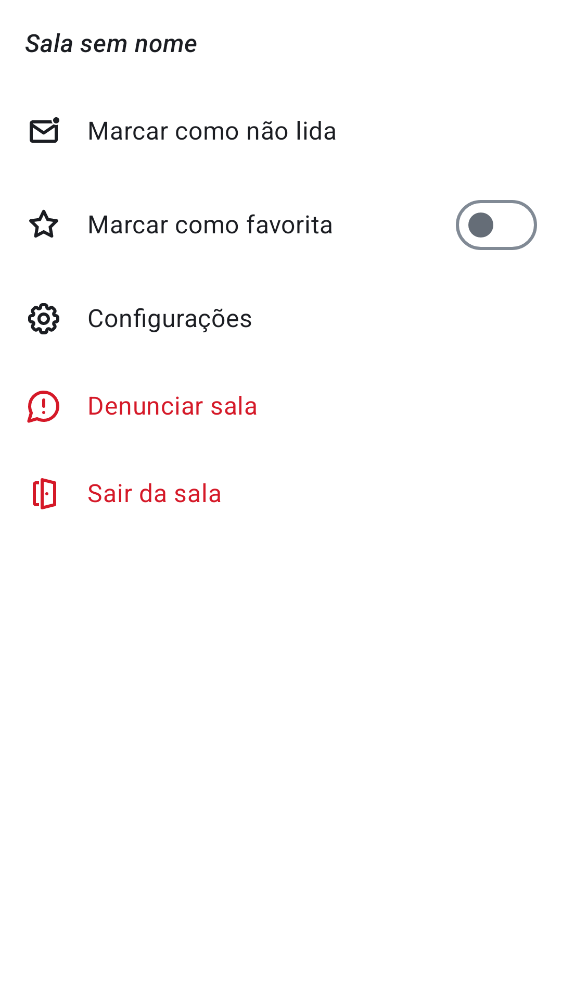 Sala sem nome
Marcar como não lida
Marcar como favorita
Configurações
Denunciar sala
Sair da sala